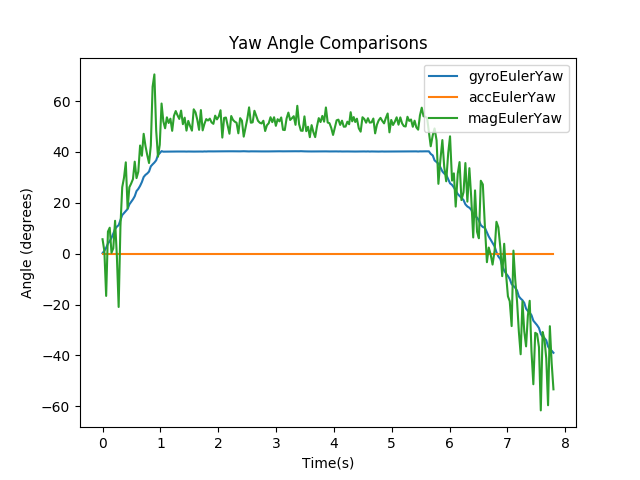 Yaw Angle Comparisons
gyroEulerYaw
accEulerYaw
magEulerYaw
Angle (degrees)
60
40
20
0
−20
−40
−60
0 1 2 3 4 5 6 7 8
Time(s)